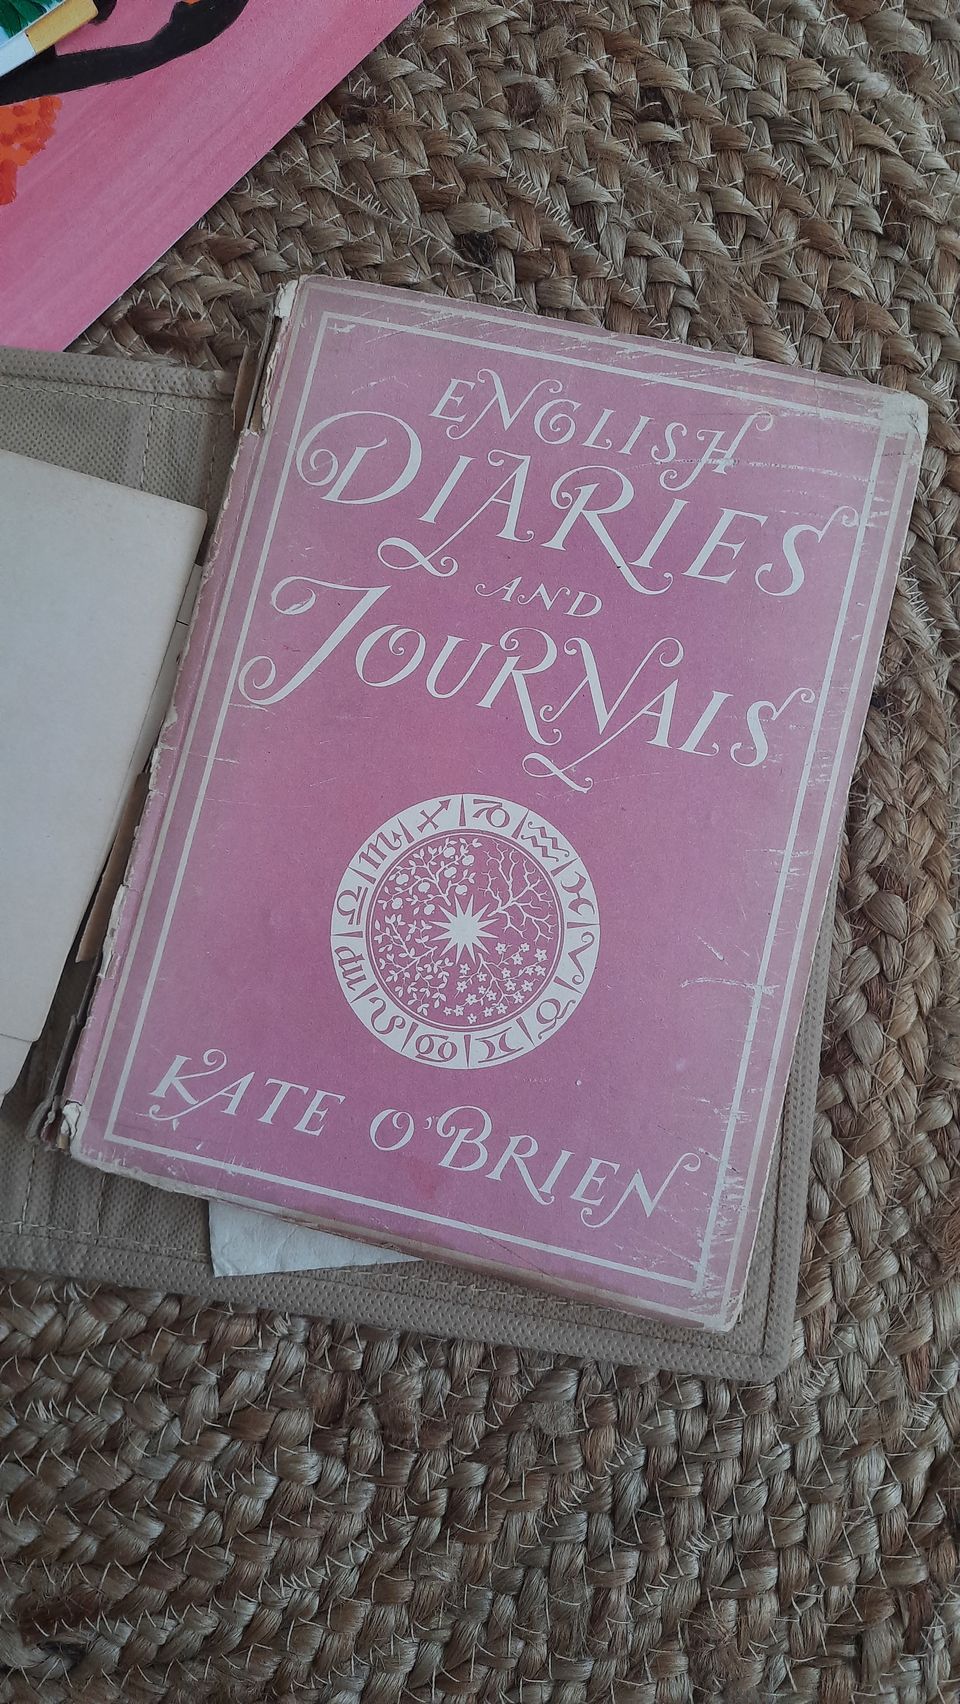 ENGLISH
DIARIES
AND
JOURNALS
KATE O'BRIEN